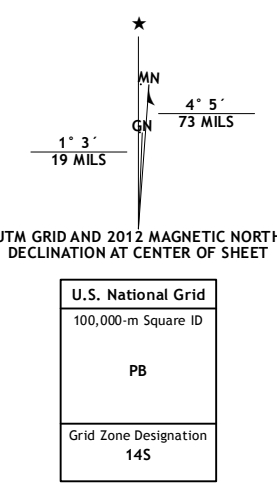 ★
MN
GN
4° 5´
73 MILS
1° 3´
19 MILS
UTM GRID AND 2012 MAGNETIC NORTH
DECLINATION AT CENTER OF SHEET
U.S. National Grid
100,000-m Square ID
PB
Grid Zone Designation
14S